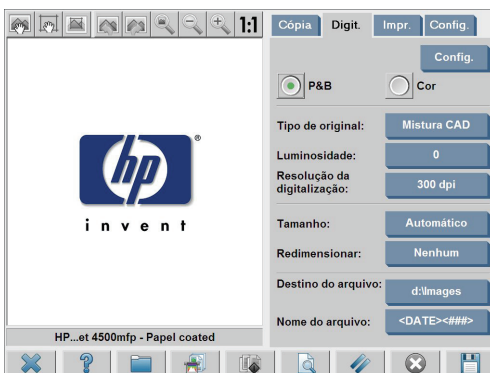 1:1
Cópia Digit. Impr. Config.
Config.
P&B Cor
Tipo de original: Mistura CAD
Luminosidade: 0
Resolução da
digitalização: 300 dpi
Tamanho: Automático
Redimensionar: Nenhum
Destino do arquivo: d:\Images
Nome do arquivo: <DATE><###>
hp ®
invent
HP...et 4500mfp - Papel coated
?